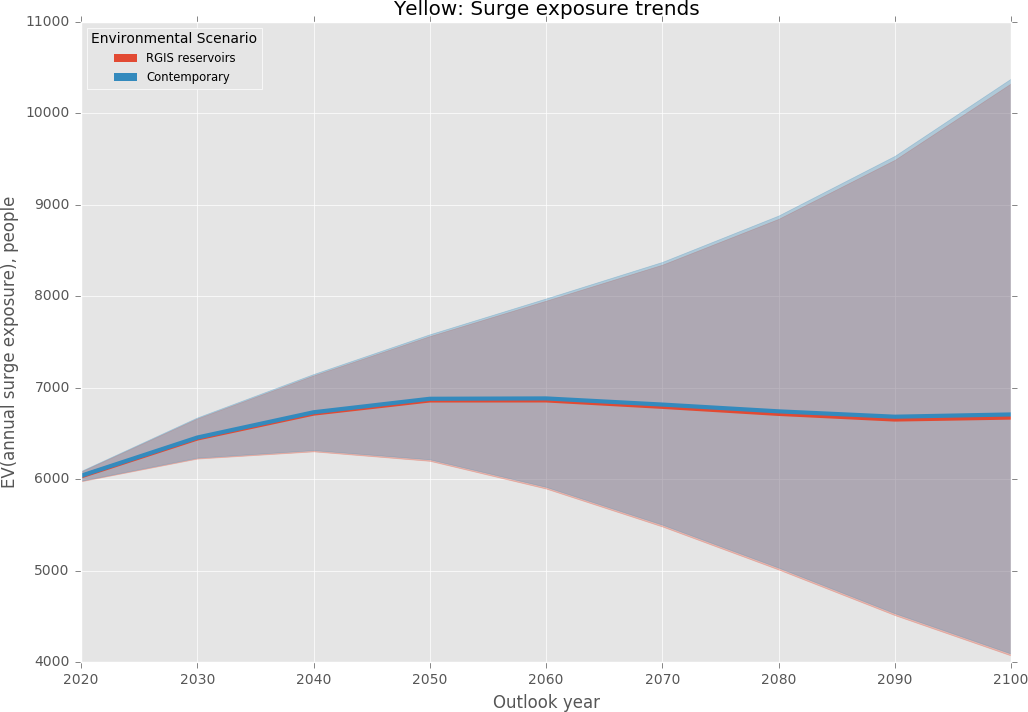 Yellow: Surge exposure trends
11000
10000
9000
8000
7000
6000
5000
4000
EV(annual surge exposure), people
Environmental Scenario
RGIS reservoirs
Contemporary
2020 2030 2040 2050 2060 2070 2080 2090 2100
Outlook year